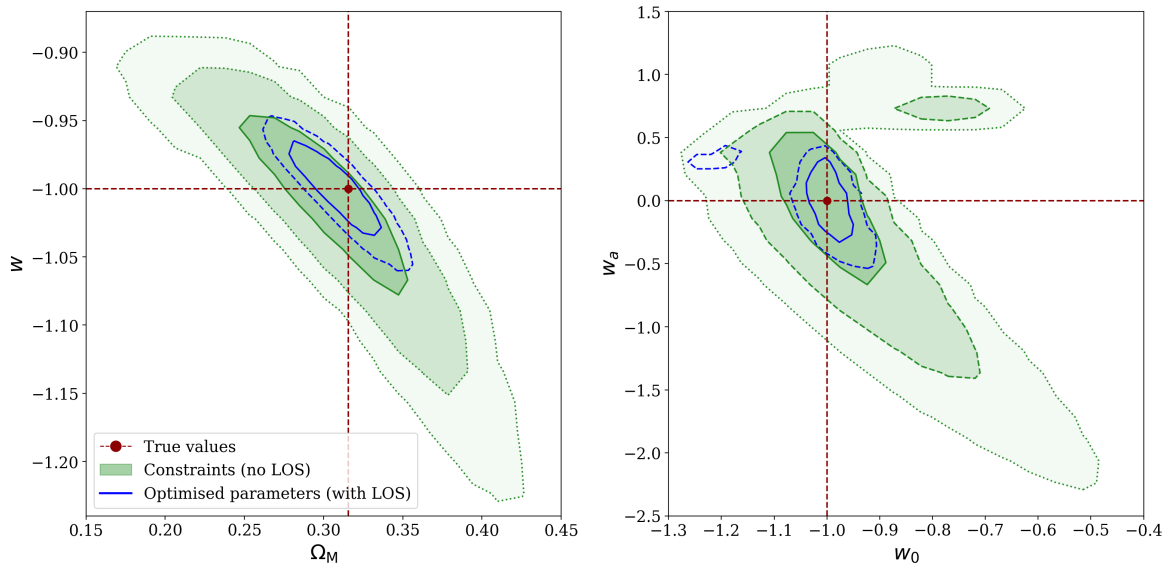 −0.90
−0.95
−1.00
−1.05
−1.10
−1.15
−1.20
w
0.15 0.20 0.25 0.30 0.35 0.40 0.45
Ω_M
True values
Constraints (no LOS)
Optimised parameters (with LOS)
1.5
1.0
0.5
0.0
−0.5
−1.0
−1.5
−2.0
−2.5
w_a
−1.3 −1.2 −1.1 −1.0 −0.9 −0.8 −0.7 −0.6 −0.5 −0.4
w_0